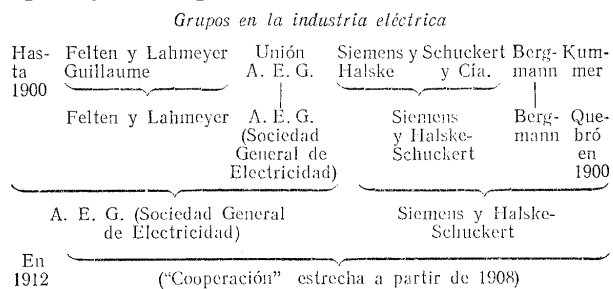 Grupos en la industria eléctrica
Has- Felten y Lahmeyer Unión Siemens y Schuckert Berg- Kum-
ta Guillaume A. E. G. Halske y Cía. mann mer
1900
Felten y Lahmeyer A. E. G. Siemens Berg- Que-
(Sociedad y Halske- mann bró
General de Schuckert en
Electricidad) 1900
A. E. G. (Sociedad General Siemens y Halske-
de Electricidad) Schuckert
En
1912 ("Cooperación" estrecha a partir de 1908)